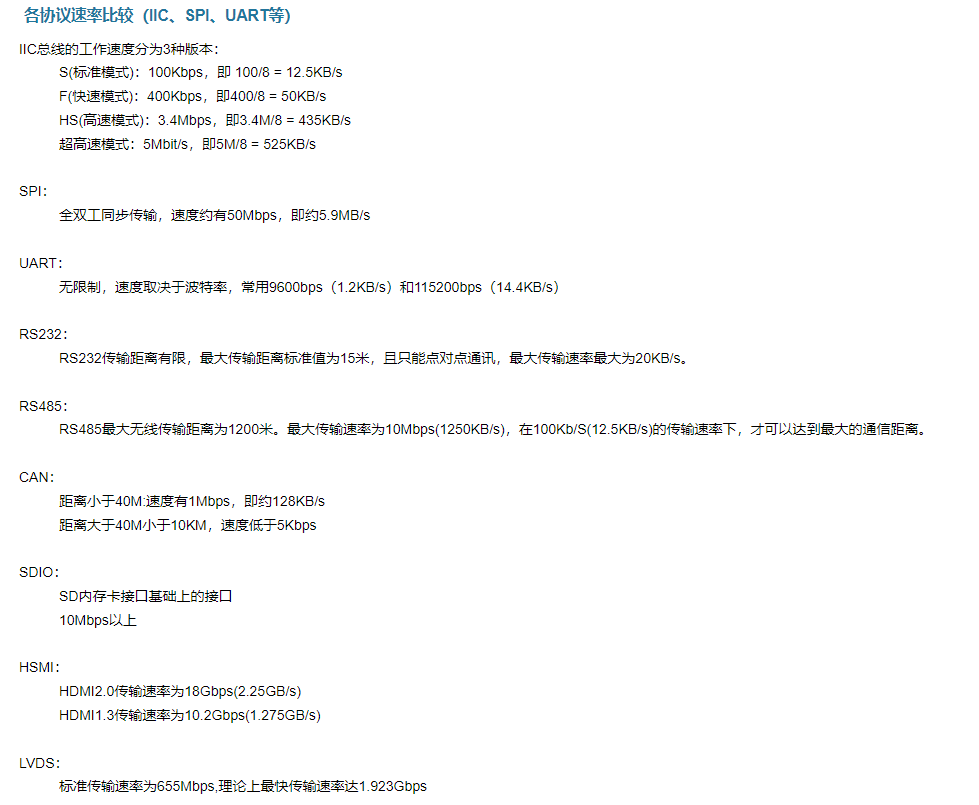 各协议速率比较（IIC、SPI、UART等）
IIC总线的工作速度分为3种版本：
S(标准模式)：100Kbps，即 100/8 = 12.5KB/s
F(快速模式)：400Kbps，即400/8 = 50KB/s
HS(高速模式)：3.4Mbps，即3.4M/8 = 435KB/s
超高速模式：5Mbit/s，即5M/8 = 525KB/s
SPI：
全双工同步传输，速度约有50Mbps，即约5.9MB/s
UART：
无限制，速度取决于波特率，常用9600bps（1.2KB/s）和115200bps（14.4KB/s）
RS232：
RS232传输距离有限，最大传输距离标准值为15米，且只能点对点通讯，最大传输速率最大为20KB/s。
RS485：
RS485最大无线传输距离为1200米。最大传输速率为10Mbps(1250KB/s)，在100Kb/S(12.5KB/s)的传输速率下，才可以达到最大的通信距离。
CAN：
距离小于40M:速度有1Mbps，即约128KB/s
距离大于40M小于10KM，速度低于5Kbps
SDIO：
SD内存卡接口基础上的接口
10Mbps以上
HSMI：
HDMI2.0传输速率为18Gbps(2.25GB/s)
HDMI1.3传输速率为10.2Gbps(1.275GB/s)
LVDS：
标准传输速率为655Mbps,理论上最快传输速率达1.923Gbps